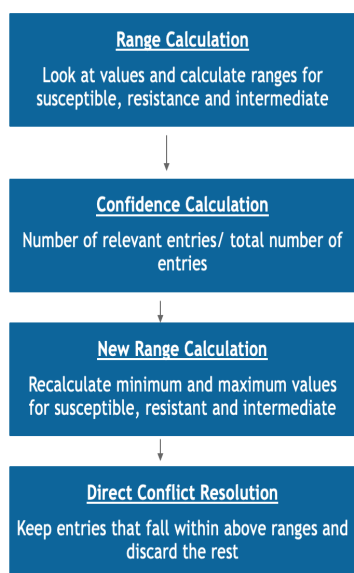 Range Calculation
Look at values and calculate ranges for
susceptible, resistance and intermediate
Confidence Calculation
Number of relevant entries/ total number of
entries
New Range Calculation
Recalculate minimum and maximum values
for susceptible, resistant and intermediate
Direct Conflict Resolution
Keep entries that fall within above ranges and
discard the rest